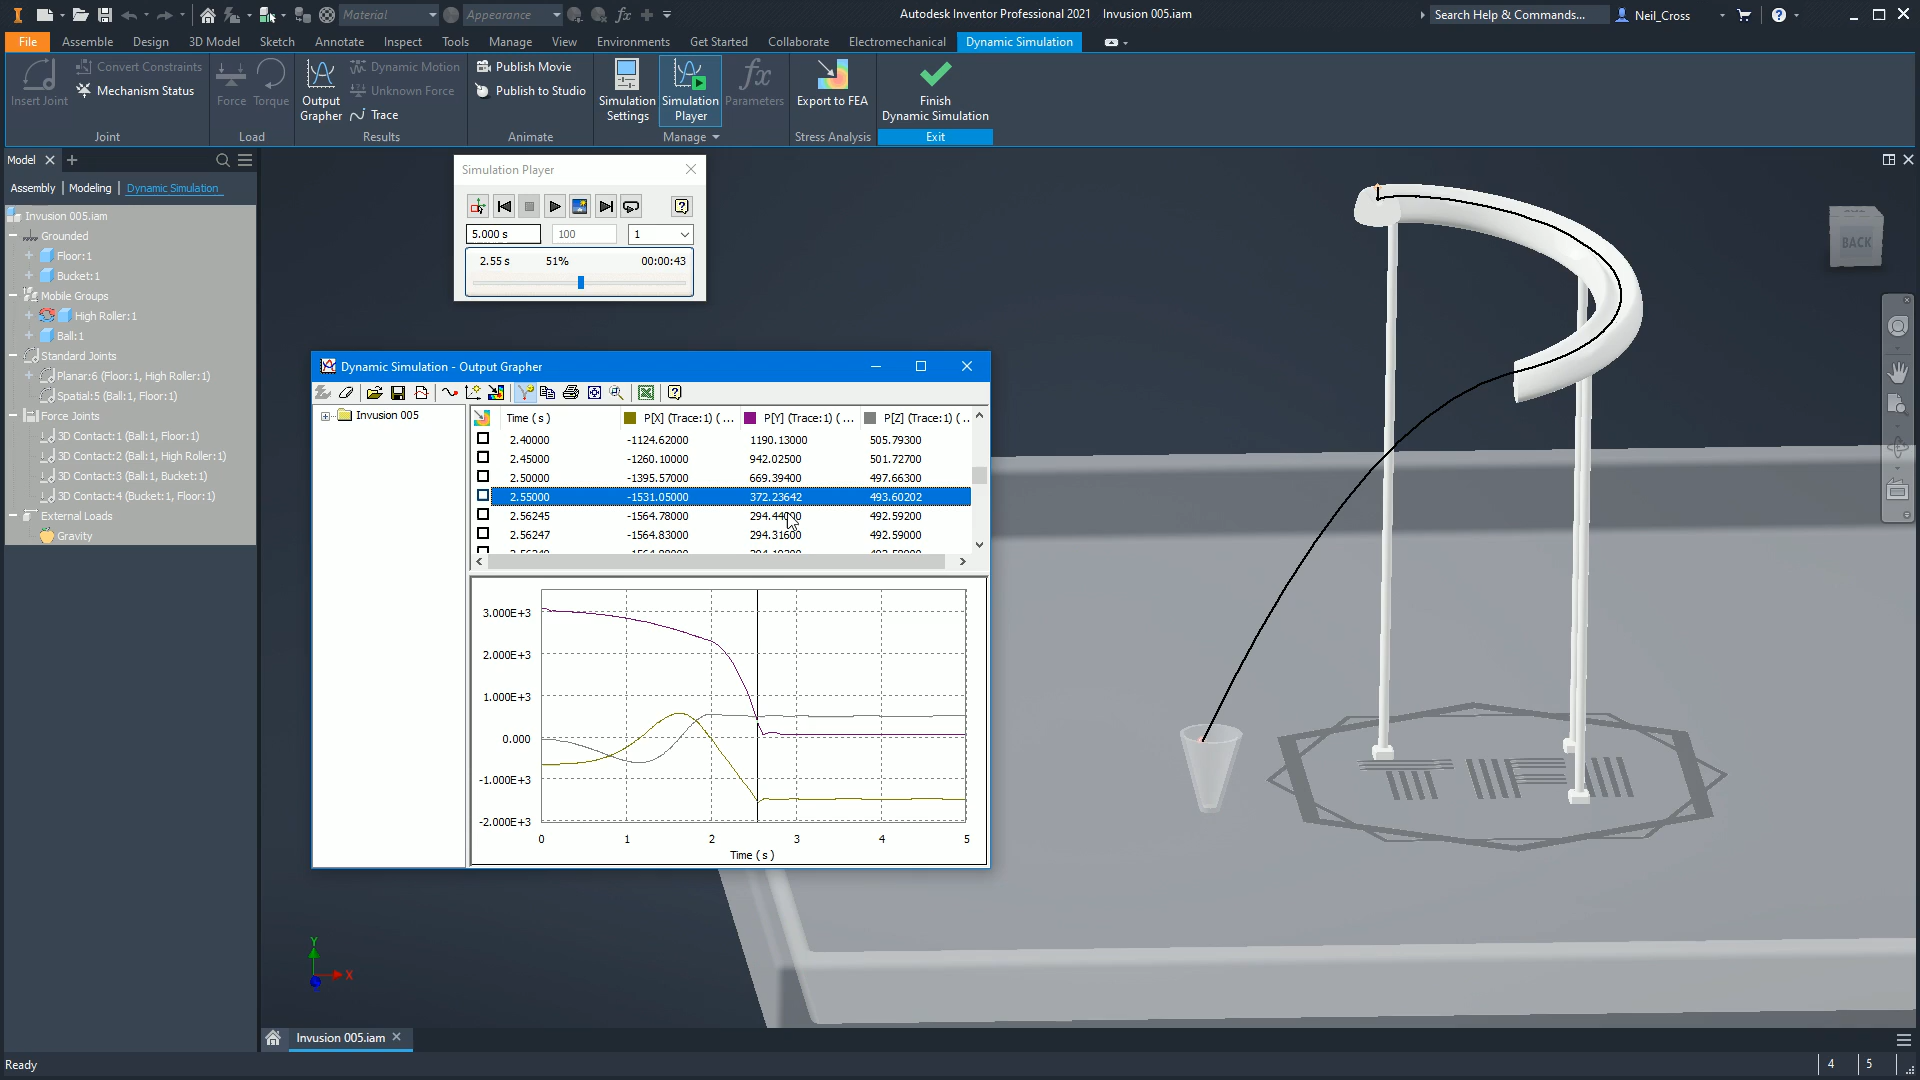 Material
Appearance
Autodesk Inventor Professional 2021 Invusion 005.iam
Search Help & Commands...
Neil_Cross
File Assemble Design 3D Model Sketch Annotate Inspect Tools Manage View Environments Get Started Collaborate Electromechanical Dynamic Simulation
Insert Joint
Convert Constraints
Mechanism Status
Joint
Force Torque
Load
Output Grapher
Dynamic Motion
Unknown Force
Trace
Results
Publish Movie
Publish to Studio
Animate
Simulation Settings
Simulation Player
Parameters
Manage
Export to FEA
Stress Analysis
Finish
Dynamic Simulation
Exit
Model
Assembly | Modeling | Dynamic Simulation
Invusion 005.iam
Grounded
Floor:1
Bucket:1
Mobile Groups
High Roller:1
Ball:1
Standard Joints
Planar:6 (Floor:1, High Roller:1)
Spatial:5 (Ball:1, Floor:1)
Force Joints
3D Contact:1 (Ball:1, Floor:1)
3D Contact:2 (Ball:1, High Roller:1)
3D Contact:3 (Ball:1, Bucket:1)
3D Contact:4 (Bucket:1, Floor:1)
External Loads
Gravity
Simulation Player
5.000 s 100 1
2.55 s 51% 00:00:43
BACK
Dynamic Simulation - Output Grapher
Invusion 005
Time ( s ) P[X] (Trace:1) ( ... P[Y] (Trace:1) ( ... P[Z] (Trace:1) ( ..
2.40000 -1124.62000 1190.13000 505.79300
2.45000 -1260.10000 942.02500 501.72700
2.50000 -1395.57000 669.39400 497.66300
2.55000 -1531.05000 372.23642 493.60202
2.56245 -1564.78000 492.59200
2.56247 -1564.83000 294.31600 492.59000
3.000E+3
2.000E+3
1.000E+3
0.000
-1.000E+3
-2.000E+3
0 1 2 3 4 5
Time ( s )
Y
X
Invusion 005.iam
Ready
4 5